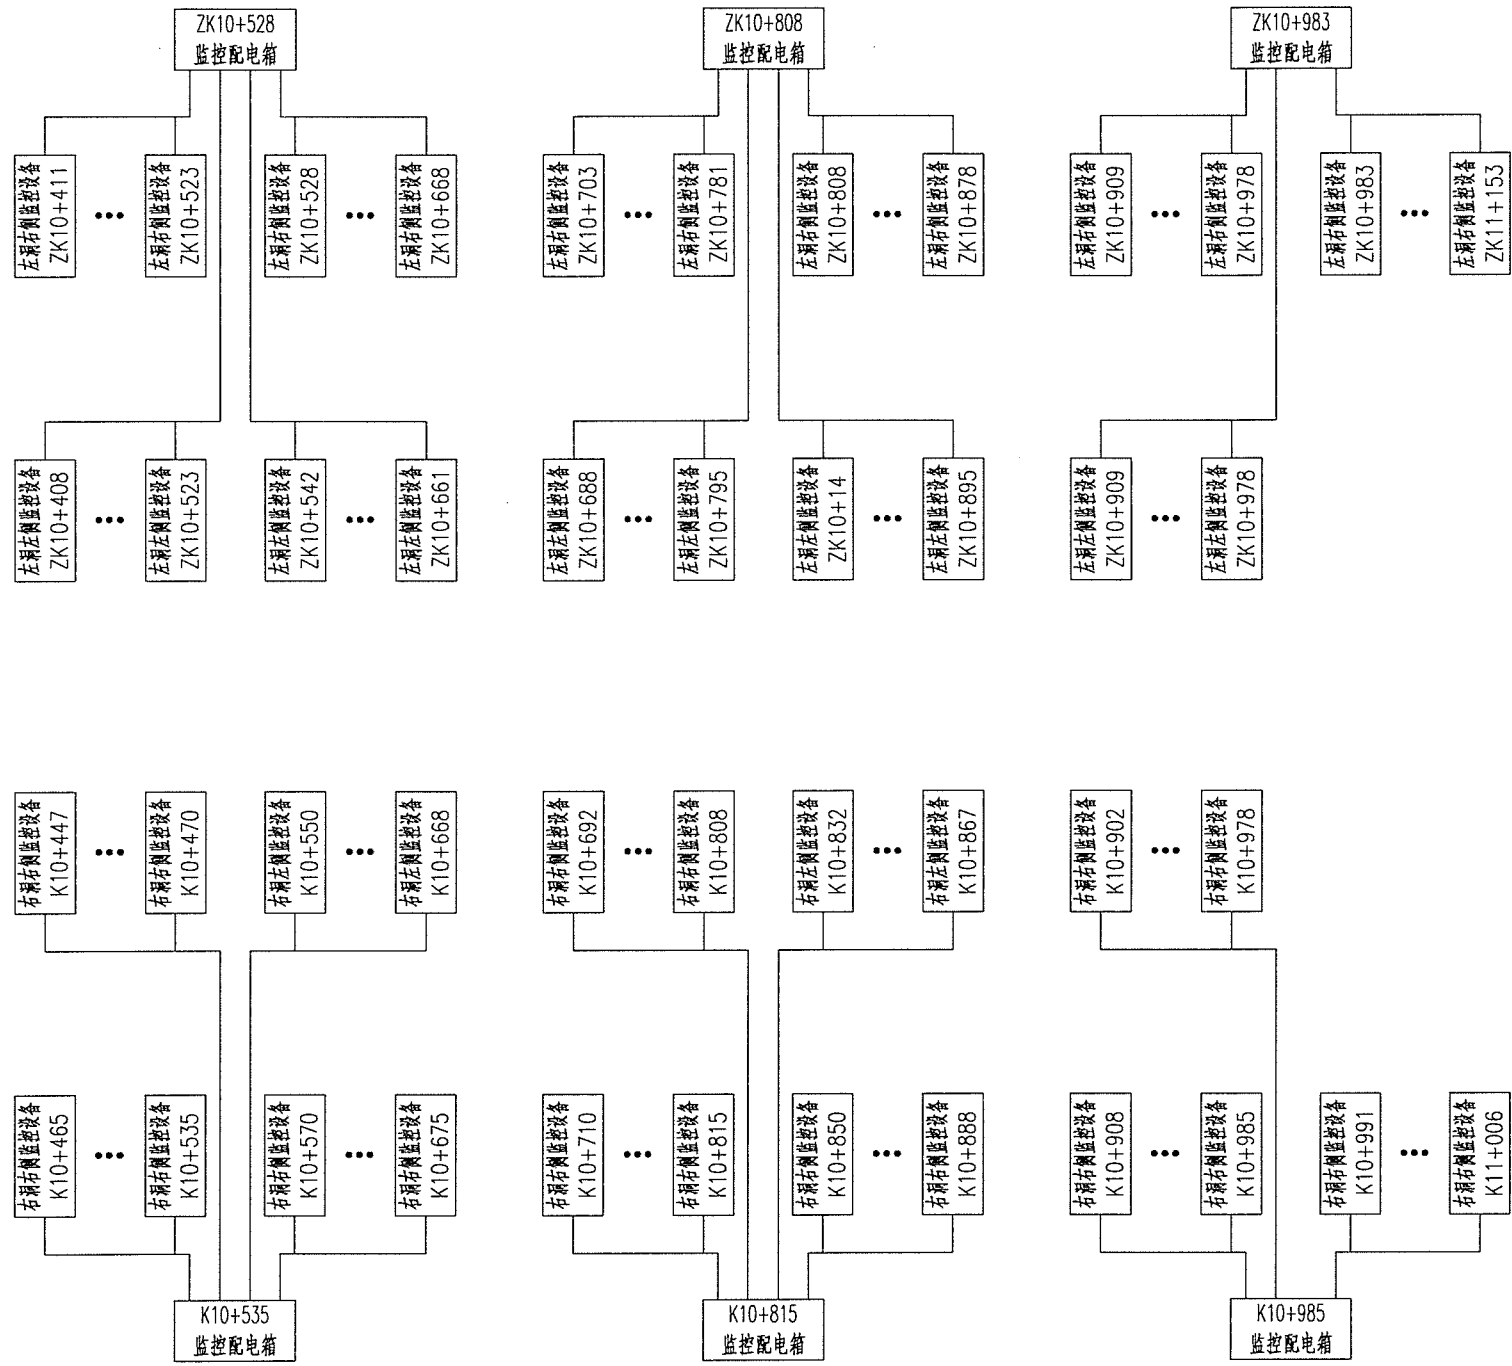 ZK10+528
监控配电箱
ZK10+808
监控配电箱
ZK10+983
监控配电箱
左洞右侧监控设备
ZK10+411
左洞右侧监控设备
ZK10+523
左洞右侧监控设备
ZK10+528
左洞右侧监控设备
ZK10+668
左洞右侧监控设备
ZK10+703
左洞右侧监控设备
ZK10+781
左洞右侧监控设备
ZK10+808
左洞右侧监控设备
ZK10+878
左洞右侧监控设备
ZK10+909
左洞右侧监控设备
ZK10+978
左洞右侧监控设备
ZK10+983
左洞右侧监控设备
ZK11+153
左洞左侧监控设备
ZK10+408
左洞左侧监控设备
ZK10+523
左洞左侧监控设备
ZK10+542
左洞左侧监控设备
ZK10+661
左洞左侧监控设备
ZK10+688
左洞左侧监控设备
ZK10+795
左洞左侧监控设备
ZK10+14
左洞左侧监控设备
ZK10+895
左洞左侧监控设备
ZK10+909
左洞左侧监控设备
ZK10+978
右洞右侧监控设备
K10+447
右洞右侧监控设备
K10+470
右洞左侧监控设备
K10+550
右洞左侧监控设备
K10+668
右洞右侧监控设备
K10+692
右洞右侧监控设备
K10+808
右洞左侧监控设备
K10+832
右洞左侧监控设备
K10+867
右洞右侧监控设备
K10+902
右洞右侧监控设备
K10+978
右洞右侧监控设备
K10+465
右洞右侧监控设备
K10+535
右洞右侧监控设备
K10+570
右洞右侧监控设备
K10+675
右洞右侧监控设备
K10+710
右洞右侧监控设备
K10+815
右洞右侧监控设备
K10+850
右洞右侧监控设备
K10+888
右洞右侧监控设备
K10+908
右洞右侧监控设备
K10+985
右洞右侧监控设备
K10+991
右洞右侧监控设备
K11+006
K10+535
监控配电箱
K10+815
监控配电箱
K10+985
监控配电箱